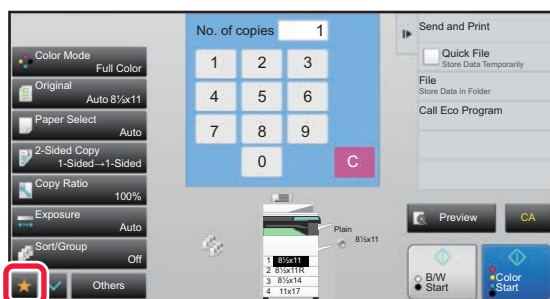 No. of copies 1
Color Mode
Full Color
Original
Auto 8½x11
Paper Select
Auto
2-Sided Copy
1-Sided→1-Sided
Copy Ratio
100%
Exposure
Auto
Sort/Group
Off
Others
1 2 3
4 5 6
7 8 9
0 C
Plain
8½x11
1 8½x11
2 8½x11R
3 8½x14
4 11x17
Send and Print
Quick File
Store Data Temporarily
File
Store Data in Folder
Call Eco Program
Preview
CA
B/W
Start
Color
Start